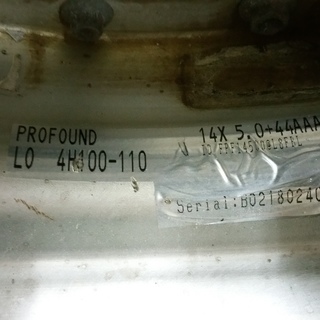 PROFOUND
LO 4H100-110
14X 5.0+44AAA
Serial:B02180240